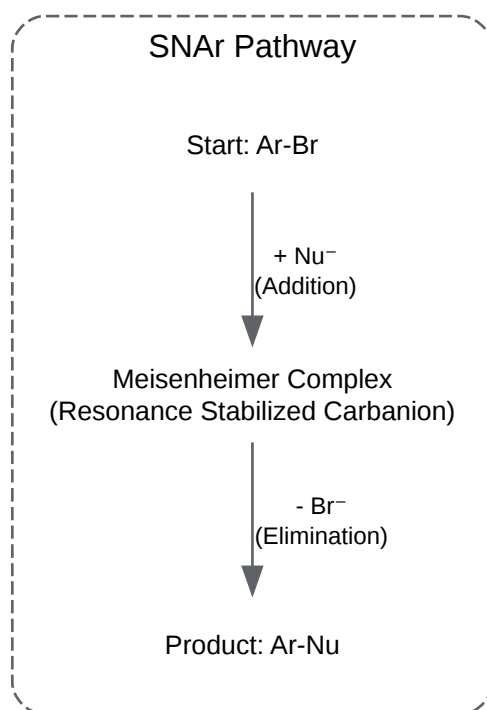 SNAr Pathway
Start: Ar-Br
+ Nu⁻
(Addition)
Meisenheimer Complex
(Resonance Stabilized Carbanion)
- Br⁻
(Elimination)
Product: Ar-Nu